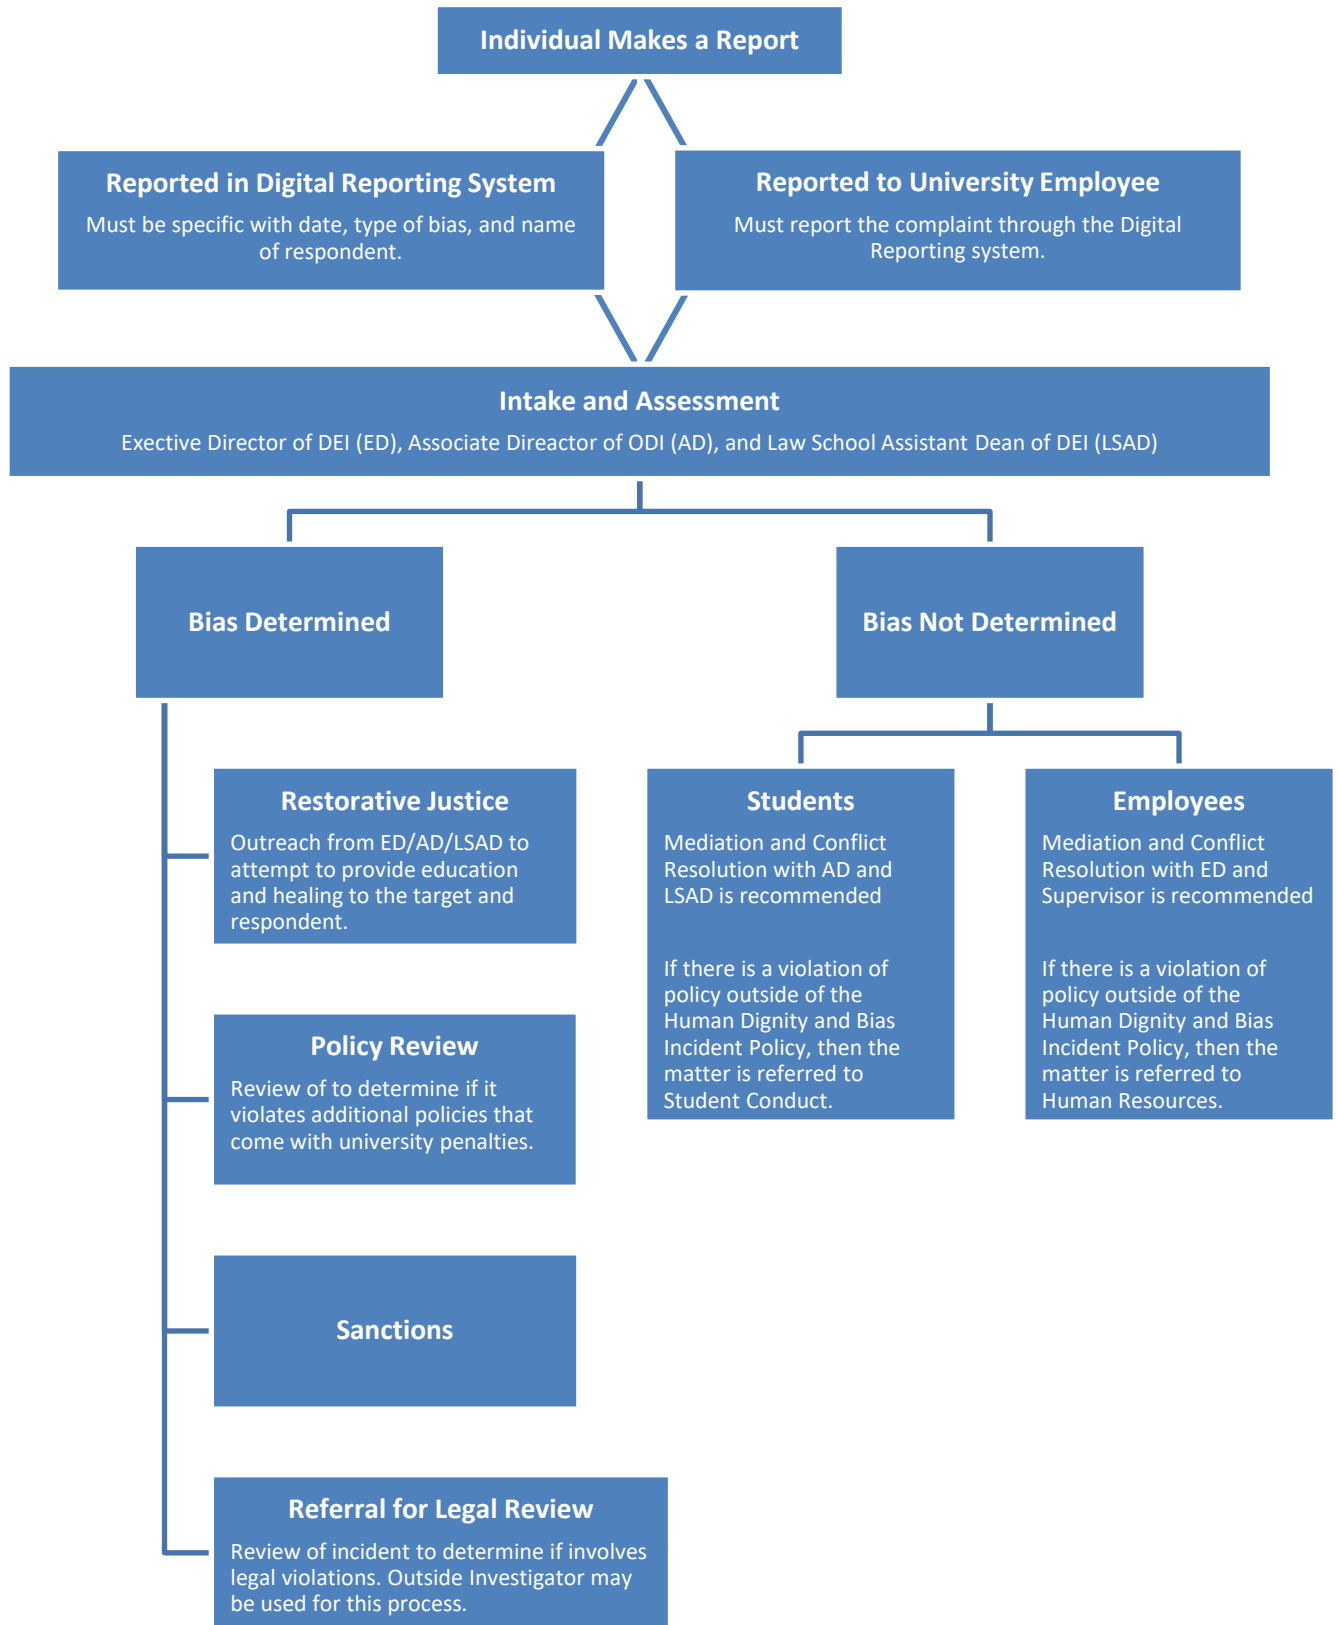 Individual Makes a Report
Reported in Digital Reporting System
Must be specific with date, type of bias, and name
of respondent.
Reported to University Employee
Must report the complaint through the Digital
Reporting system.
Intake and Assessment
Exective Director of DEI (ED), Associate Direactor of ODI (AD), and Law School Assistant Dean of DEI (LSAD)
Bias Determined
Bias Not Determined
Restorative Justice
Outreach from ED/AD/LSAD to
attempt to provide education
and healing to the target and
respondent.
Policy Review
Review of to determine if it
violates additional policies that
come with university penalties.
Sanctions
Referral for Legal Review
Review of incident to determine if involves
legal violations. Outside Investigator may
be used for this process.
Students
Mediation and Conflict
Resolution with AD and
LSAD is recommended
If there is a violation of
policy outside of the
Human Dignity and Bias
Incident Policy, then the
matter is referred to
Student Conduct.
Employees
Mediation and Conflict
Resolution with ED and
Supervisor is recommended
If there is a violation of
policy outside of the
Human Dignity and Bias
Incident Policy, then the
matter is referred to
Human Resources.